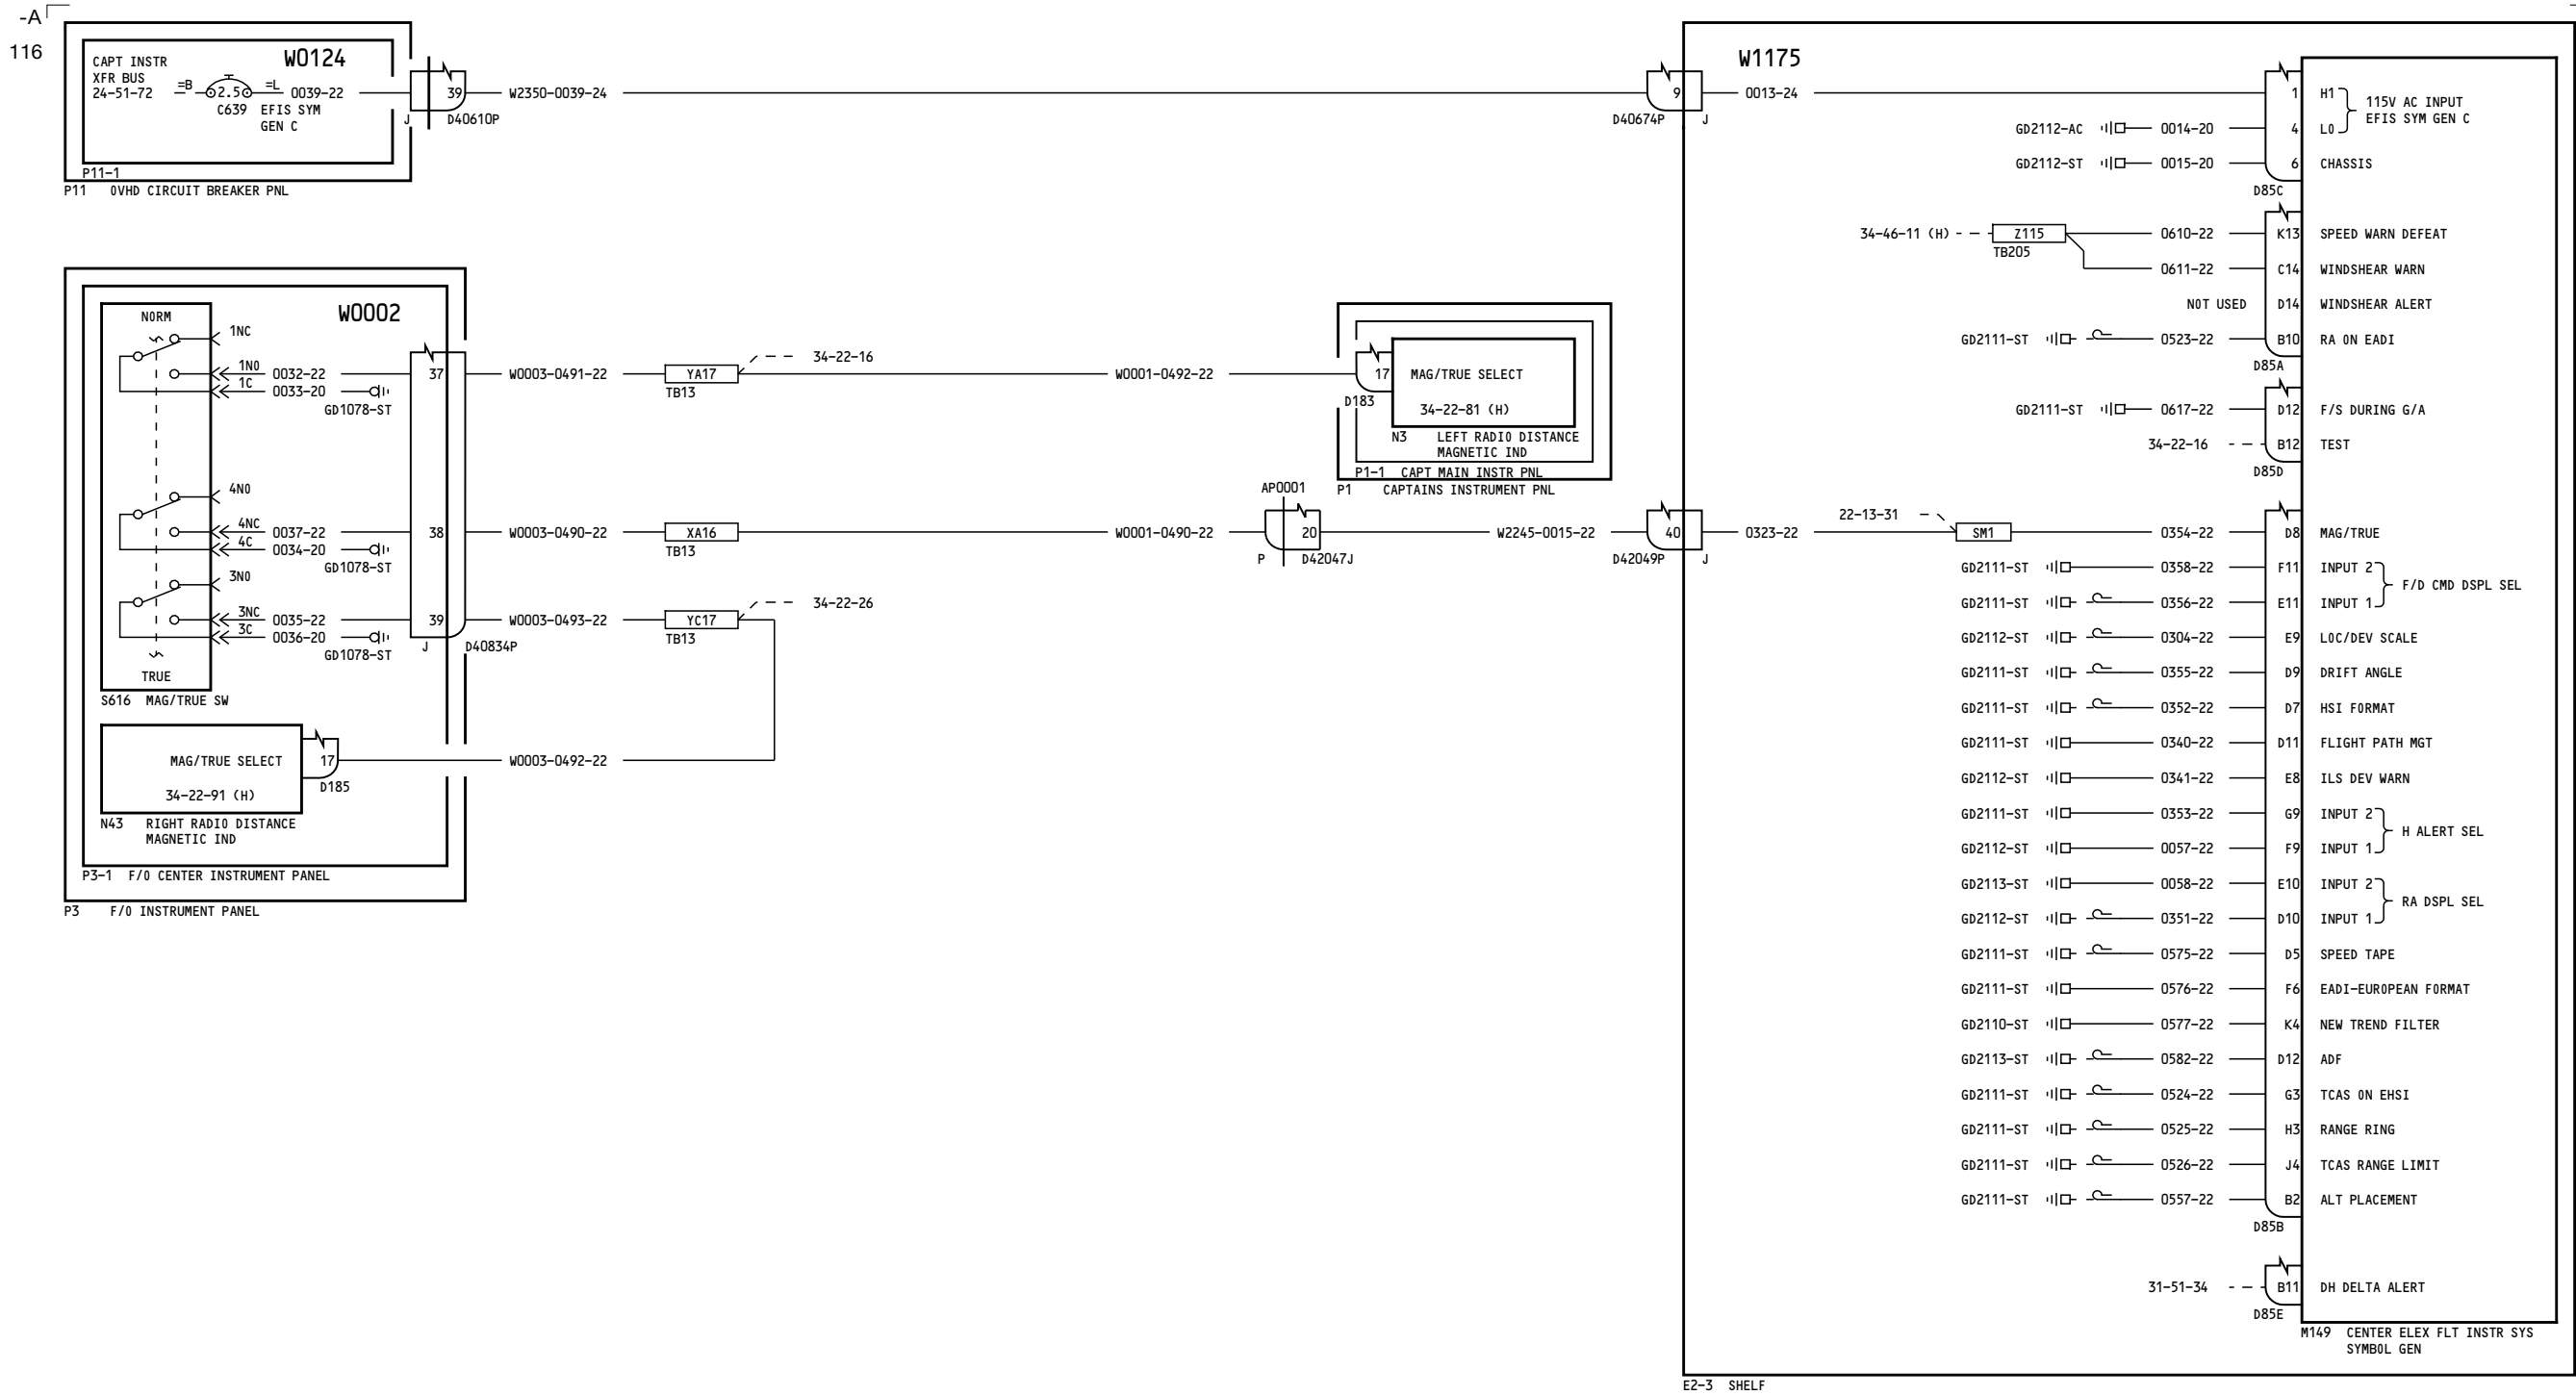 -A
116
W0124
CAPT INSTR
XFR BUS
24-51-72
=B
2.5
=L
0039-22
C639
EFIS SYM
GEN C
J
39
D40610P
P11-1
P11 OVHD CIRCUIT BREAKER PNL
W2350-0039-24
9
D40674P
J
W1175
0013-24
1 H1
115V AC INPUT
EFIS SYM GEN C
GD2112-AC 0014-20 4 LO
GD2112-ST 0015-20 6 CHASSIS
D85C
34-46-11 (H) Z115 0610-22 K13 SPEED WARN DEFEAT
TB205
0611-22 C14 WINDSHEAR WARN
NOT USED D14 WINDSHEAR ALERT
GD2111-ST 0523-22 B10 RA ON EADI
D85A
GD2111-ST 0617-22 D12 F/S DURING G/A
34-22-16 B12 TEST
D85D
W0002
NORM
1NC
1NO 0032-22 37
1C 0033-20
GD1078-ST
4NO
4NC 0037-22 38
4C 0034-20
GD1078-ST
3NO
3NC 0035-22 39
3C 0036-20
GD1078-ST
J D40834P
TRUE
S616 MAG/TRUE SW
MAG/TRUE SELECT 17
D185
34-22-91 (H)
N43 RIGHT RADIO DISTANCE
MAGNETIC IND
P3-1 F/O CENTER INSTRUMENT PANEL
P3 F/O INSTRUMENT PANEL
W0003-0491-22 YA17 34-22-16
TB13
W0001-0492-22
17 MAG/TRUE SELECT
D183
34-22-81 (H)
N3 LEFT RADIO DISTANCE
MAGNETIC IND
P1-1 CAPT MAIN INSTR PNL
P1 CAPTAINS INSTRUMENT PNL
W0003-0490-22 XA16
TB13
W0001-0490-22
AP0001
20
P D42047J
W2245-0015-22
40
D42049P J
W0003-0493-22 YC17 34-22-26
TB13
W0003-0492-22
0323-22
22-13-31
SM1
0354-22 D8 MAG/TRUE
GD2111-ST 0358-22 F11 INPUT 2
F/D CMD DSPL SEL
GD2111-ST 0356-22 E11 INPUT 1
GD2112-ST 0304-22 E9 LOC/DEV SCALE
GD2111-ST 0355-22 D9 DRIFT ANGLE
GD2111-ST 0352-22 D7 HSI FORMAT
GD2111-ST 0340-22 D11 FLIGHT PATH MGT
GD2112-ST 0341-22 E8 ILS DEV WARN
GD2111-ST 0353-22 G9 INPUT 2
H ALERT SEL
GD2112-ST 0057-22 F9 INPUT 1
GD2113-ST 0058-22 E10 INPUT 2
RA DSPL SEL
GD2112-ST 0351-22 D10 INPUT 1
GD2111-ST 0575-22 D5 SPEED TAPE
GD2111-ST 0576-22 F6 EADI-EUROPEAN FORMAT
GD2110-ST 0577-22 K4 NEW TREND FILTER
GD2113-ST 0582-22 D12 ADF
GD2111-ST 0524-22 G3 TCAS ON EHSI
GD2111-ST 0525-22 H3 RANGE RING
GD2111-ST 0526-22 J4 TCAS RANGE LIMIT
GD2111-ST 0557-22 B2 ALT PLACEMENT
D85B
31-51-34 B11 DH DELTA ALERT
D85E
M149 CENTER ELEX FLT INSTR SYS
SYMBOL GEN
E2-3 SHELF